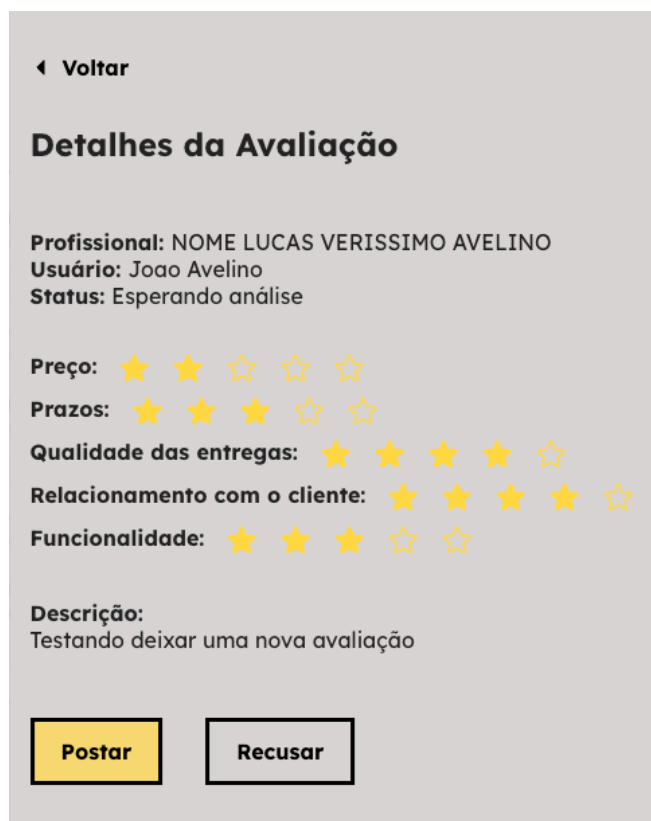 Voltar
Detalhes da Avaliação
Profissional: NOME LUCAS VERISSIMO AVELINO
Usuário: Joao Avelino
Status: Esperando análise
Preço:
Prazos:
Qualidade das entregas:
Relacionamento com o cliente:
Funcionalidade:
Descrição:
Testando deixar uma nova avaliação
Postar
Recusar